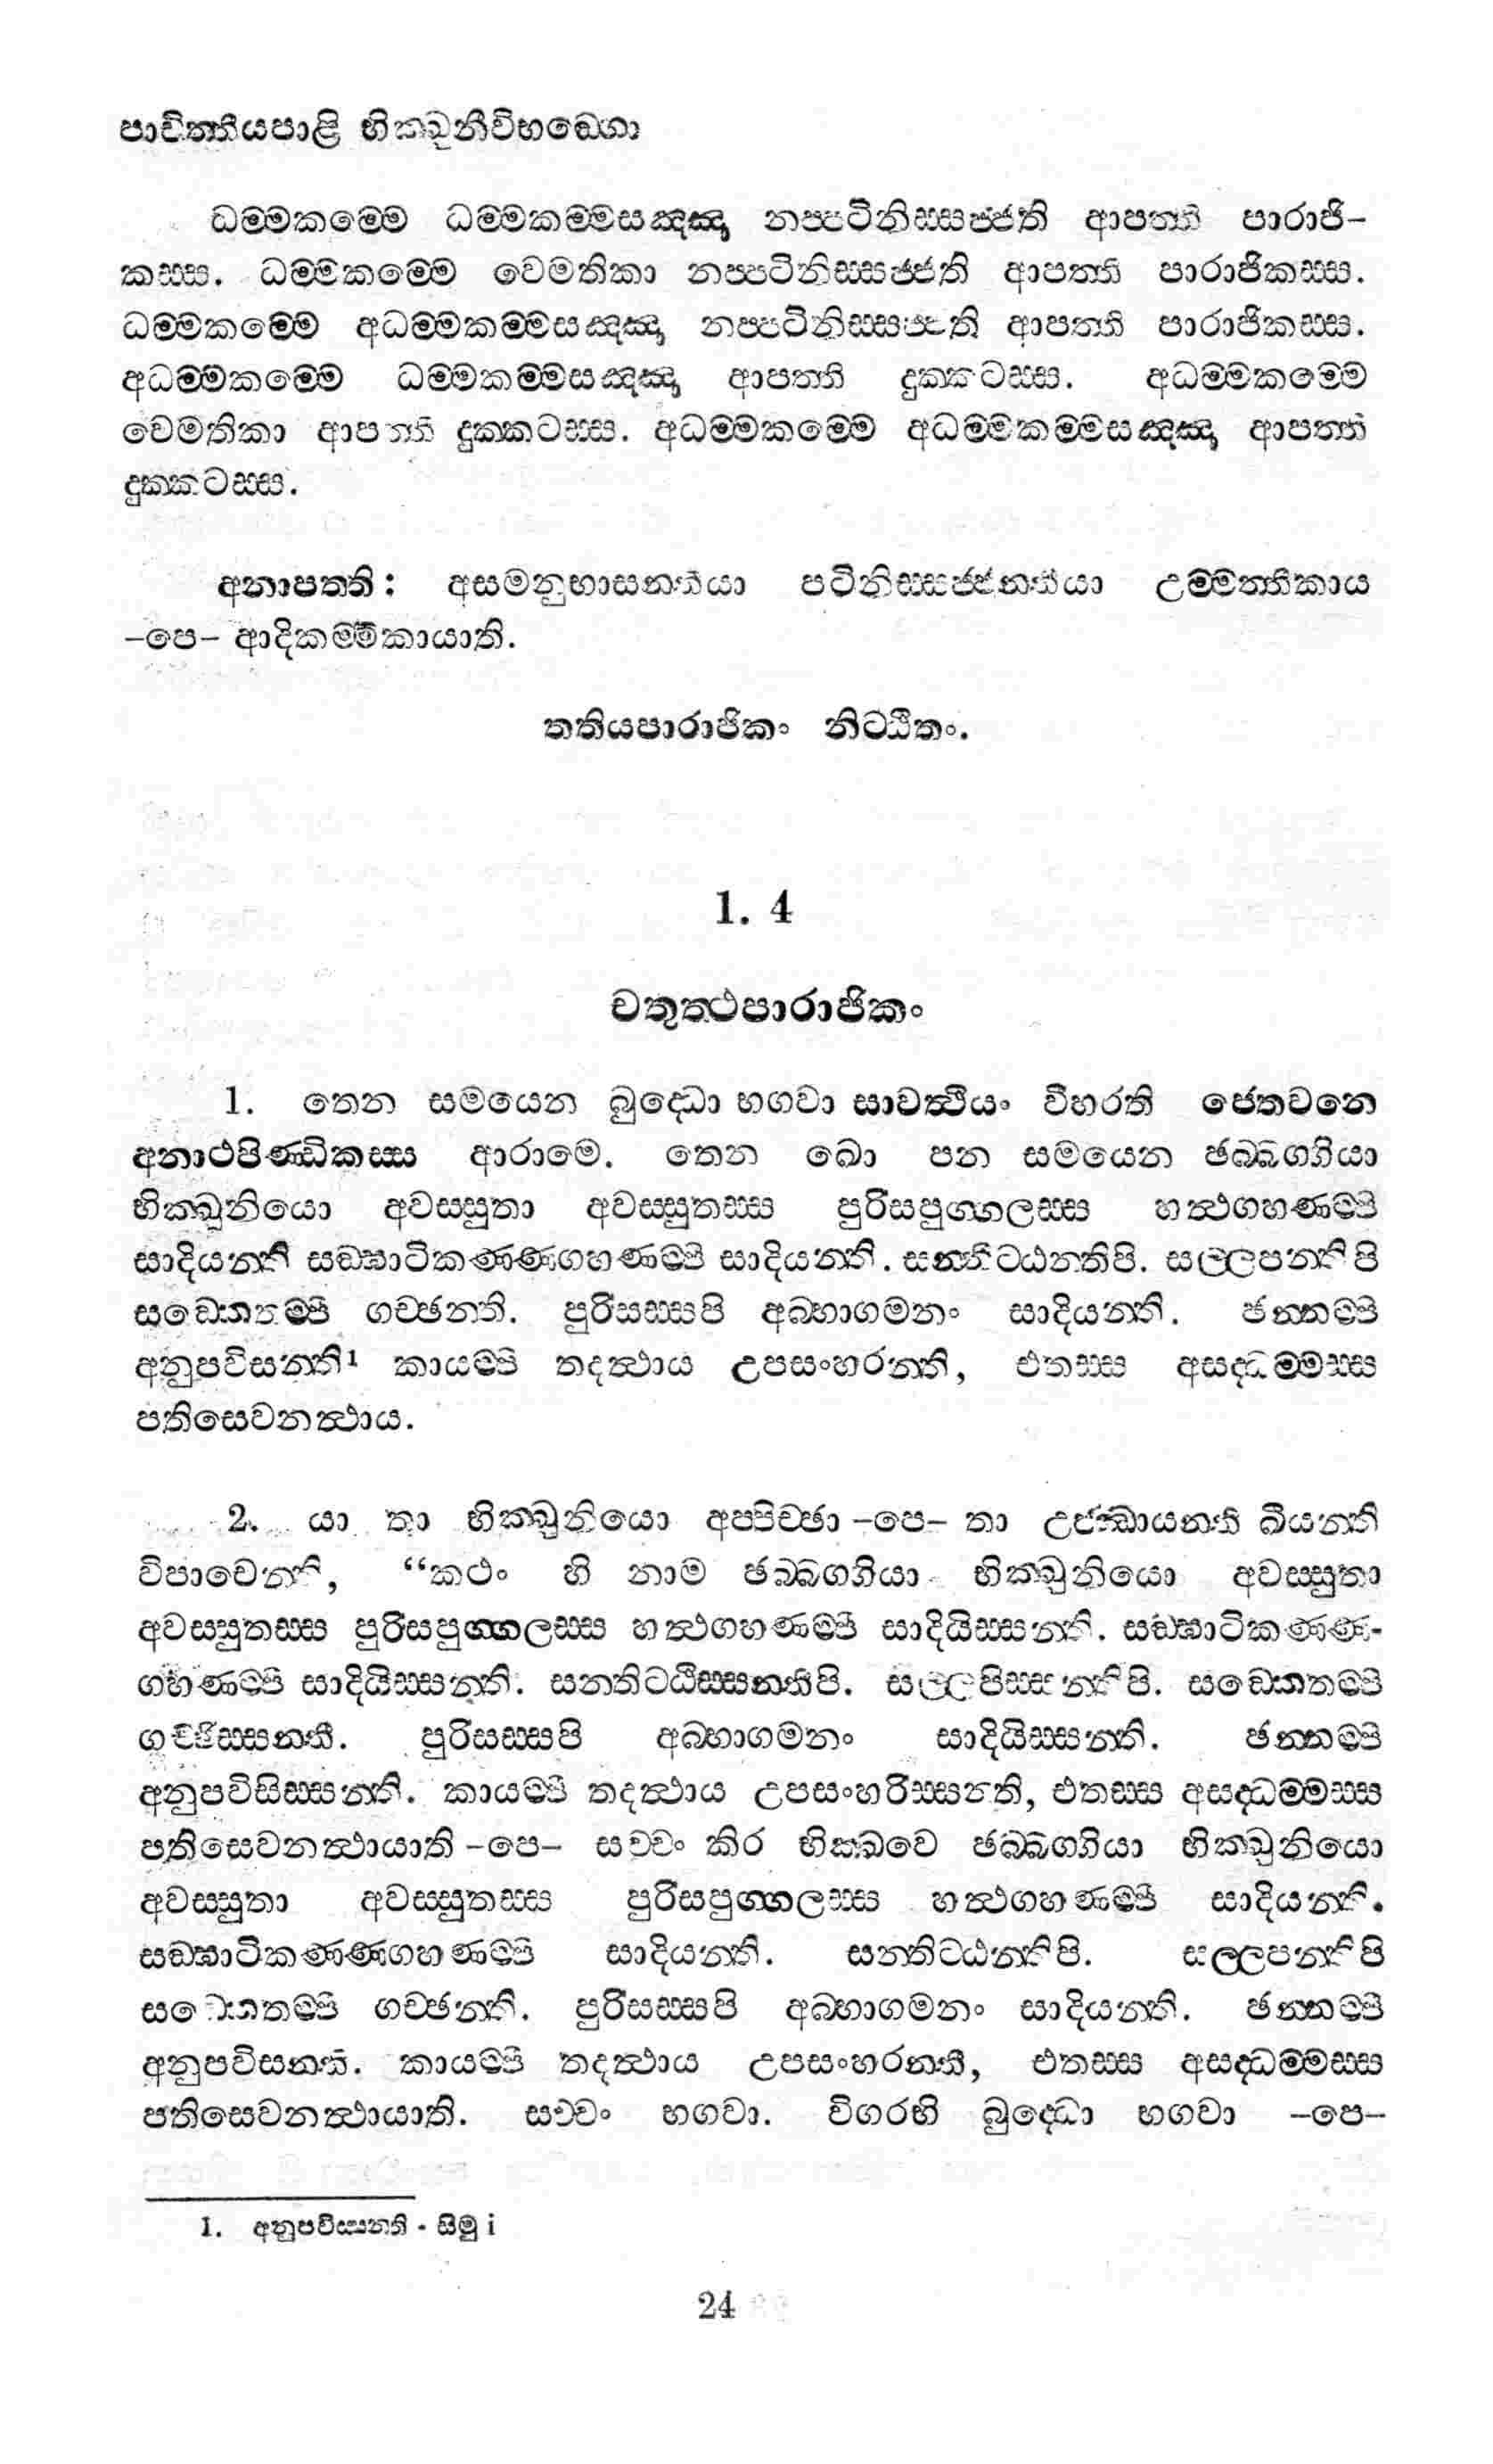 පාචිත්තියපාළි භික්ඛුනීවිභඞ්ගො
ධම්මකම්මෙ ධම්මකම්මසඤ්ඤා නප්පටිනිස්සජ්ජති ආපත්ති පාරාජි-
කස්ස. ධම්මකම්මෙ වෙමතිකා නප්පටිනිස්සජ්ජති ආපත්ති පාරාජිකස්ස.
ධම්මකම්මෙ අධම්මකම්මසඤ්ඤා නප්පටිනිස්සජ්ජති ආපත්ති පාරාජිකස්ස.
අධම්මකම්මෙ ධම්මකම්මසඤ්ඤා ආපත්ති දුක්කටස්ස. අධම්මකම්මෙ
වෙමතිකා ආපත්ති දුක්කටස්ස. අධම්මකම්මෙ අධම්මකම්මසඤ්ඤා ආපත්ති
දුක්කටස්ස.
අනාපත්ති: අසමනුභාසන්තියා පටිනිස්සජ්ජන්තියා උම්මත්තිකාය
-පෙ- ආදිකම්මිකායාති.
තතියපාරාජිකං නිට්ඨිතං.
1. 4
චතුත්ථපාරාජිකං
1. තෙන සමයෙන බුද්ධො භගවා සාවත්ථියං විහරති ජෙතවනෙ
අනාථපිණ්ඩිකස්ස ආරාමෙ. තෙන ඛො පන සමයෙන ඡබ්බග්ගියා
භික්ඛුනියො අවස්සුතා අවස්සුතස්ස පුරිසපුග්ගලස්ස හත්ථගහණම්පි
සාදියන්ති සඞ්ඝාටිකණ්ණගහණම්පි සාදියන්ති. සන්තිට්ඨන්තිපි. සල්ලපන්තිපි
සඞ්කෙතම්පි ගච්ඡන්ති. පුරිසස්සපි අබ්භාගමනං සාදියන්ති. ඡන්නම්පි
අනුපවිසන්ති¹ කායම්පි තදත්ථාය උපසංහරන්ති, එතස්ස අසද්ධම්මස්ස
පතිසෙවනත්ථාය.
2. යා තා භික්ඛුනියො අප්පිච්ඡා -පෙ- තා උජ්ඣායන්ති ඛීයන්ති
විපාචෙන්ති, “කථං හි නාම ඡබ්බග්ගියා භික්ඛුනියො අවස්සුතා
අවස්සුතස්ස පුරිසපුග්ගලස්ස හත්ථගහණම්පි සාදියිස්සන්ති. සඞ්ඝාටිකණ්ණ-
ගහණම්පි සාදියිස්සන්ති. සන්තිට්ඨිස්සන්තිපි. සල්ලපිස්සන්තිපි. සඞ්කෙතම්පි
ගච්ඡිස්සන්ති. පුරිසස්සපි අබ්භාගමනං සාදියිස්සන්ති. ඡන්නම්පි
අනුපවිසිස්සන්ති. කායම්පි තදත්ථාය උපසංහරිස්සන්ති, එතස්ස අසද්ධම්මස්ස
පතිසෙවනත්ථායාති -පෙ- සච්චං කිර භික්ඛවෙ ඡබ්බග්ගියා භික්ඛුනියො
අවස්සුතා අවස්සුතස්ස පුරිසපුග්ගලස්ස හත්ථගහණම්පි සාදියන්ති.
සඞ්ඝාටිකණ්ණගහණම්පි සාදියන්ති. සන්තිට්ඨන්තිපි. සල්ලපන්තිපි
සඞ්කෙතම්පි ගච්ඡන්ති. පුරිසස්සපි අබ්භාගමනං සාදියන්ති. ඡන්නම්පි
අනුපවිසන්ති. කායම්පි තදත්ථාය උපසංහරන්ති, එතස්ස අසද්ධම්මස්ස
පතිසෙවනත්ථායාති. සච්චං භගවා. විගරහි බුද්ධො භගවා -පෙ-
1. අනුපවිස්සන්ති - සිමු i
24